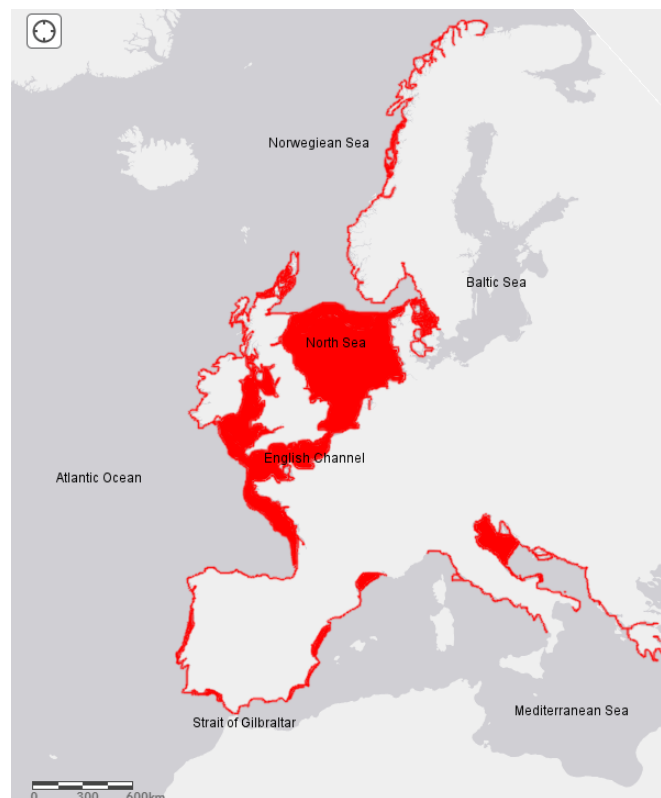 Norwegiean Sea
Baltic Sea
North Sea
English Channel
Atlantic Ocean
Mediterranean Sea
Strait of Gilbraltar
0 300 600km